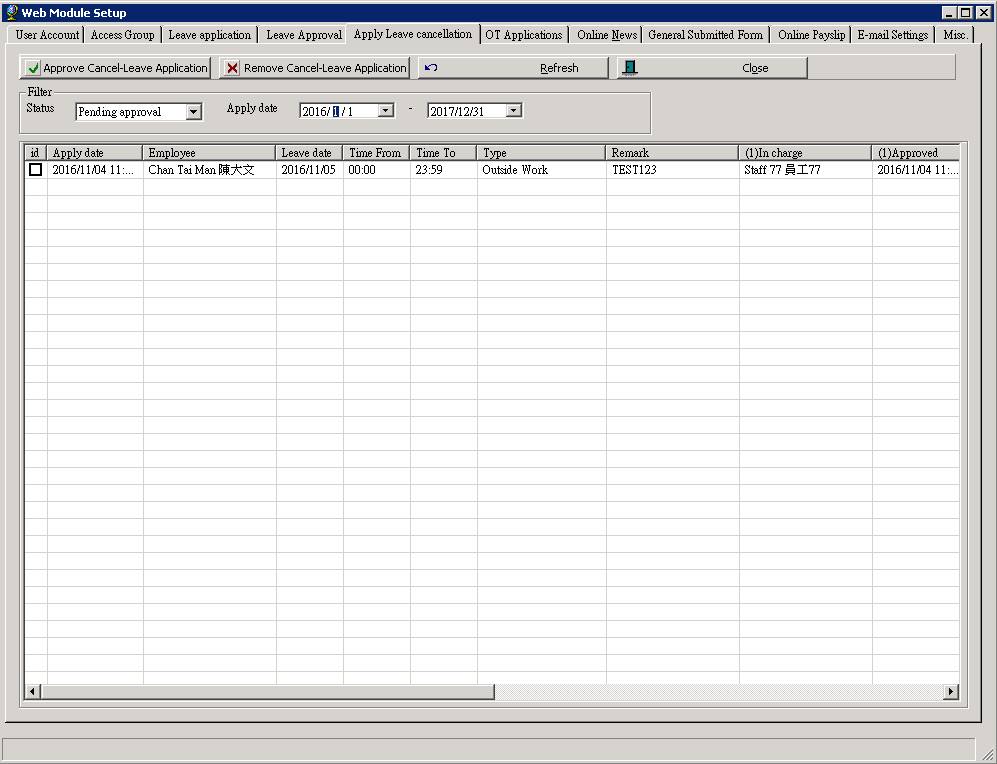 Web Module Setup
User Account Access Group Leave application Leave Approval Apply Leave cancellation OT Applications Online News General Submitted Form Online Payslip E-mail Settings Misc.
Approve Cancel-Leave Application Remove Cancel-Leave Application Refresh Close
Filter
Status Pending approval Apply date 2016/ 1 / 1 - 2017/12/31
id Apply date Employee Leave date Time From Time To Type Remark (1)In charge (1)Approved
2016/11/04 11:... Chan Tai Man 陳大文 2016/11/05 00:00 23:59 Outside Work TEST123 Staff 77 員工77 2016/11/04 11:...